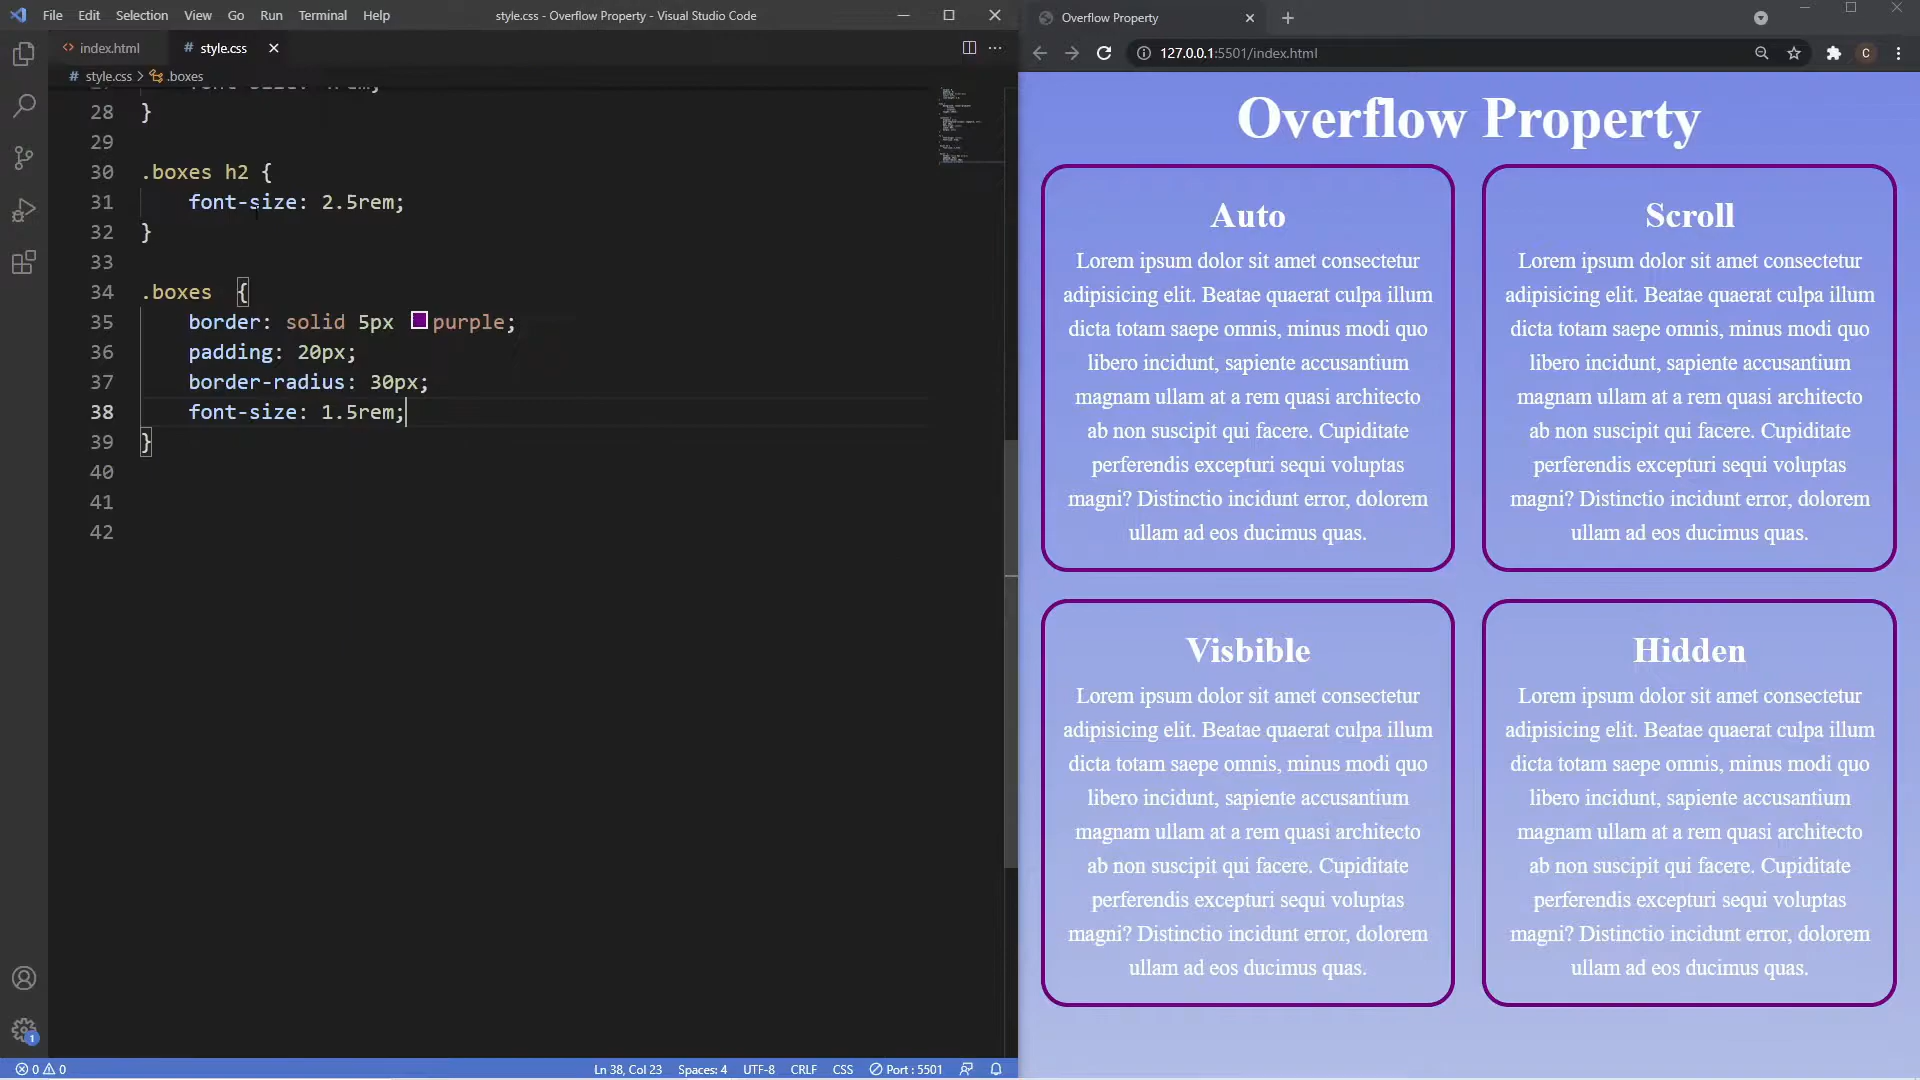 File Edit Selection View Go Run Terminal Help
style.css - Overflow Property - Visual Studio Code
index.html
# style.css
# style.css > .boxes
28 }
29
30 .boxes h2 {
31 font-size: 2.5rem;
32 }
33
34 .boxes {
35 border: solid 5px purple;
36 padding: 20px;
37 border-radius: 30px;
38 font-size: 1.5rem;
39 }
40
41
42
1
0 0
Ln 38, Col 23 Spaces: 4 UTF-8 CRLF CSS Port : 5501
Overflow Property
127.0.0.1:5501/index.html
C
Overflow Property
Auto
Lorem ipsum dolor sit amet consectetur
adipisicing elit. Beatae quaerat culpa illum
dicta totam saepe omnis, minus modi quo
libero incidunt, sapiente accusantium
magnam ullam at a rem quasi architecto
ab non suscipit qui facere. Cupiditate
perferendis excepturi sequi voluptas
magni? Distinctio incidunt error, dolorem
ullam ad eos ducimus quas.
Scroll
Lorem ipsum dolor sit amet consectetur
adipisicing elit. Beatae quaerat culpa illum
dicta totam saepe omnis, minus modi quo
libero incidunt, sapiente accusantium
magnam ullam at a rem quasi architecto
ab non suscipit qui facere. Cupiditate
perferendis excepturi sequi voluptas
magni? Distinctio incidunt error, dolorem
ullam ad eos ducimus quas.
Visbible
Lorem ipsum dolor sit amet consectetur
adipisicing elit. Beatae quaerat culpa illum
dicta totam saepe omnis, minus modi quo
libero incidunt, sapiente accusantium
magnam ullam at a rem quasi architecto
ab non suscipit qui facere. Cupiditate
perferendis excepturi sequi voluptas
magni? Distinctio incidunt error, dolorem
ullam ad eos ducimus quas.
Hidden
Lorem ipsum dolor sit amet consectetur
adipisicing elit. Beatae quaerat culpa illum
dicta totam saepe omnis, minus modi quo
libero incidunt, sapiente accusantium
magnam ullam at a rem quasi architecto
ab non suscipit qui facere. Cupiditate
perferendis excepturi sequi voluptas
magni? Distinctio incidunt error, dolorem
ullam ad eos ducimus quas.